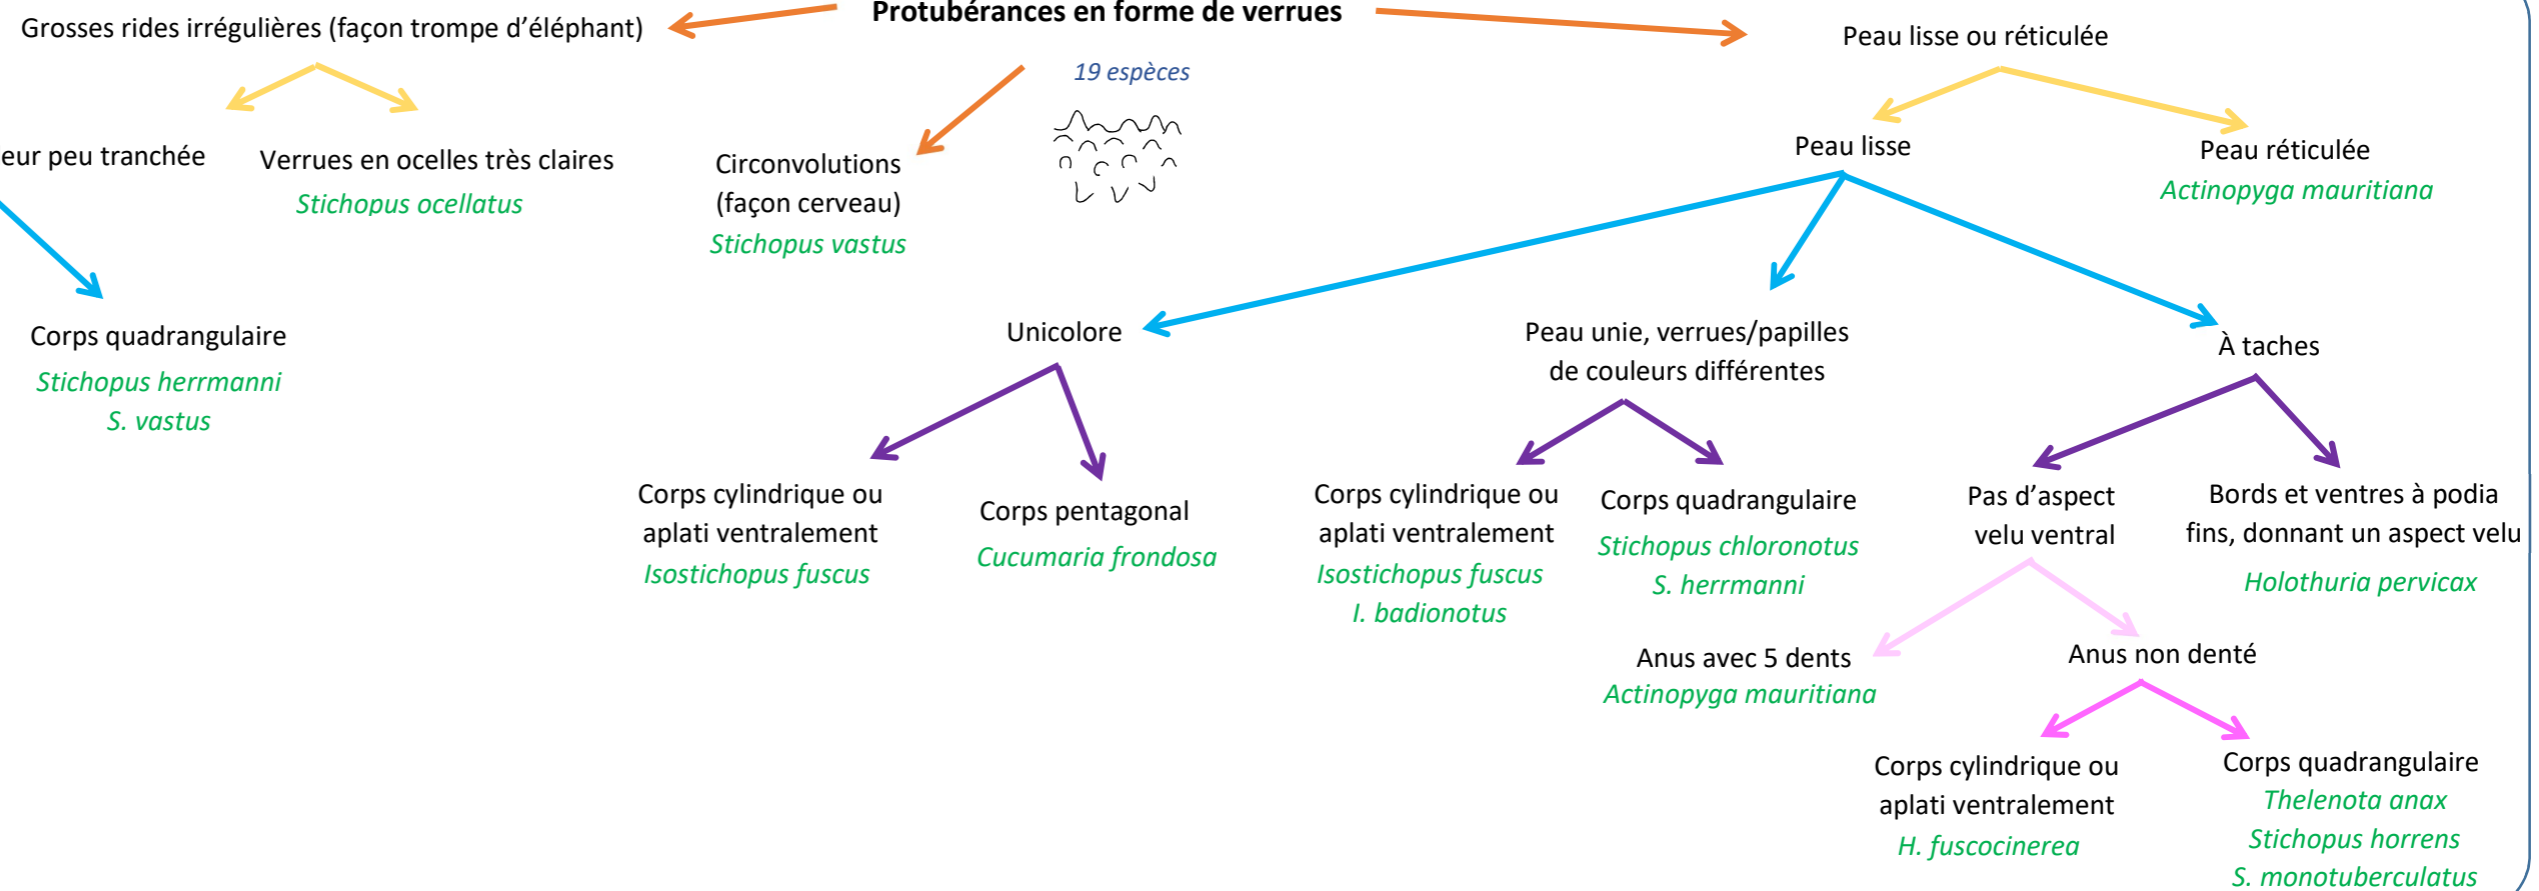 Protubérances en forme de verrues
19 espèces
Grosses rides irrégulières (façon trompe d'éléphant)
peu tranchée
Verrues en ocelles très claires
Stichopus ocellatus
Corps quadrangulaire
Stichopus herrmanni
S. vastus
Circonvolutions
(façon cerveau)
Stichopus vastus
Peau lisse ou réticulée
Peau lisse
Peau réticulée
Actinopyga mauritiana
Unicolore
Corps cylindrique ou
aplati ventralement
Isostichopus fuscus
Corps pentagonal
Cucumaria frondosa
Peau unie, verrues/papilles
de couleurs différentes
Corps cylindrique ou
aplati ventralement
Isostichopus fuscus
I. badionotus
Corps quadrangulaire
Stichopus chloronotus
S. herrmanni
À taches
Pas d'aspect
velu ventral
Bords et ventres à podia
fins, donnant un aspect velu
Holothuria pervicax
Anus avec 5 dents
Actinopyga mauritiana
Anus non denté
Corps cylindrique ou
aplati ventralement
H. fuscocinerea
Corps quadrangulaire
Thelenota anax
Stichopus horrens
S. monotuberculatus